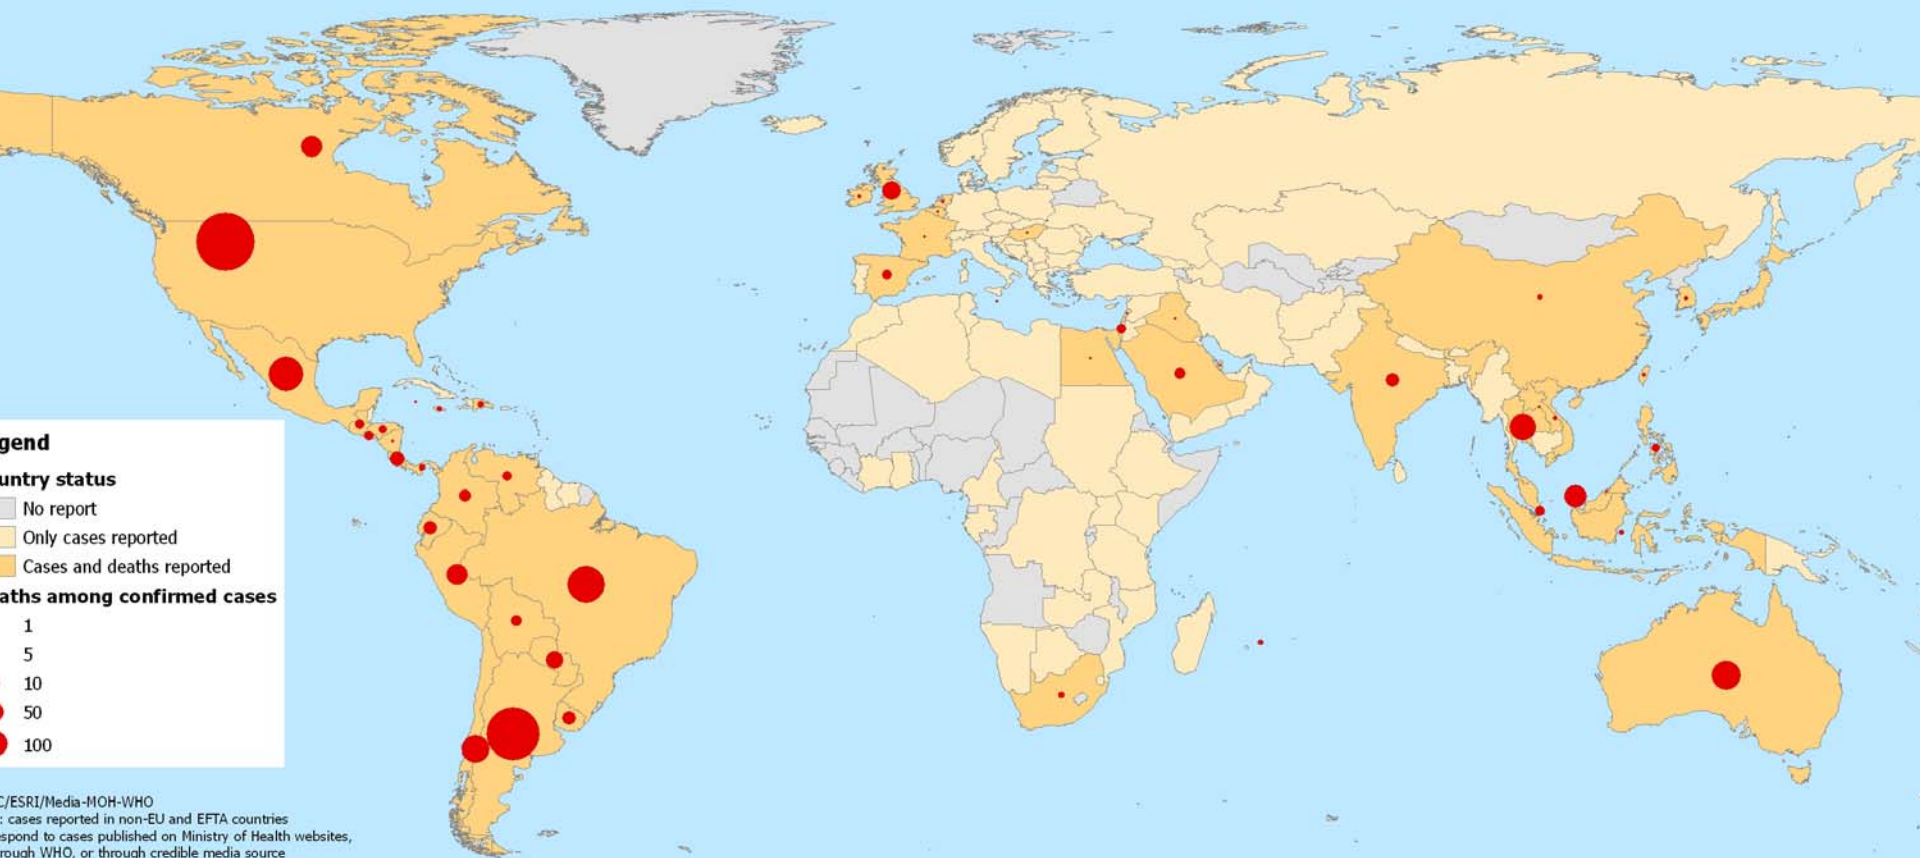 gend
untry status
No report
Only cases reported
Cases and deaths reported
aths among confirmed cases
1
5
10
50
100
C/ESRI/Media-MOH-WHO
: cases reported in non-EU and EFTA countries
espond to cases published on Ministry of Health websites,
rough WHO, or through credible media source